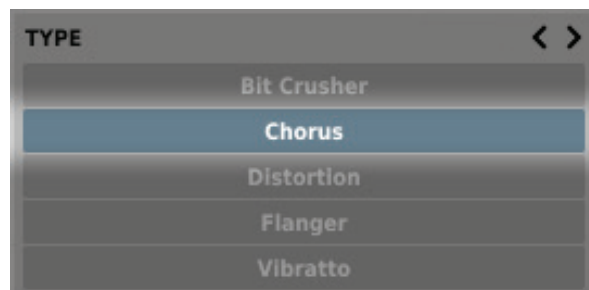 TYPE < >
Bit Crusher
Chorus
Distortion
Flanger
Vibratto